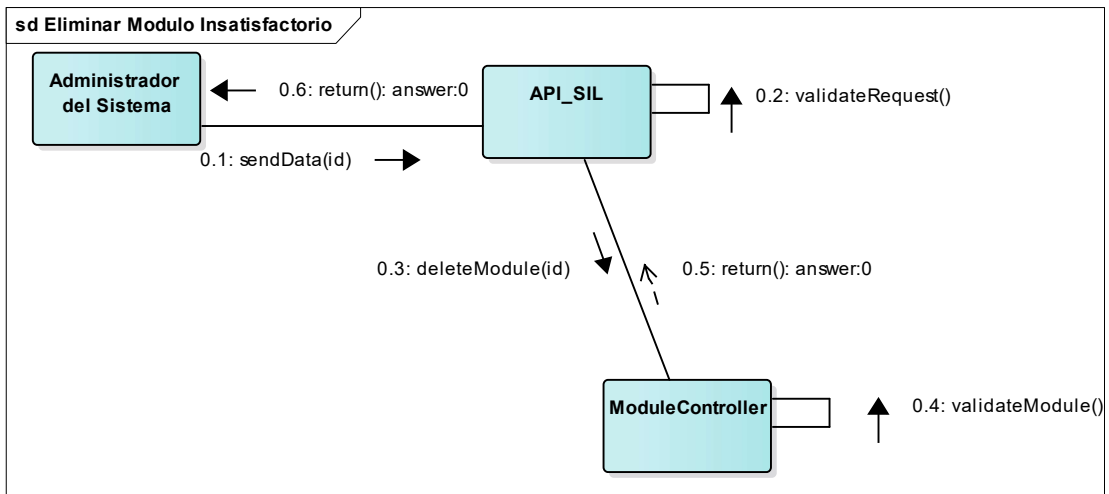 sd Eliminar Modulo Insatisfactorio
Administrador
del Sistema
0.6: return(): answer:0
API_SIL
0.2: validateRequest()
0.1: sendData(id)
0.3: deleteModule(id)
0.5: return(): answer:0
ModuleController
0.4: validateModule()